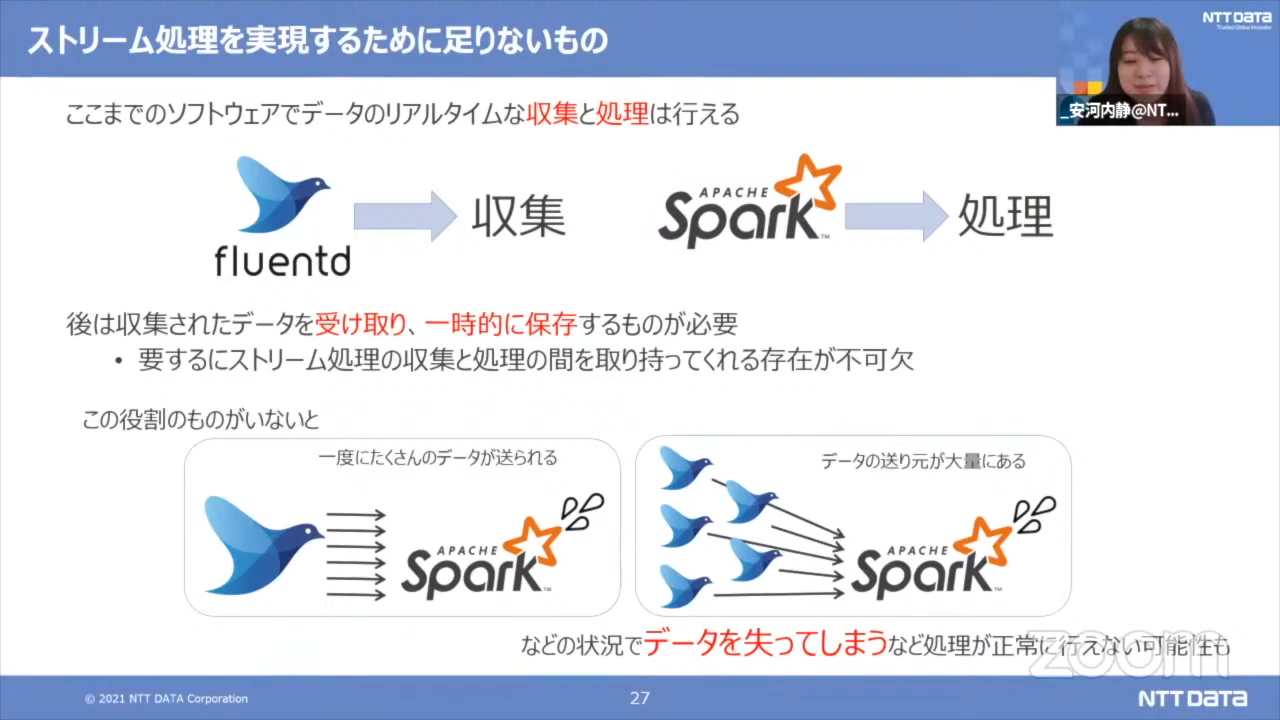 ストリーム処理を実現するために足りないもの
NTT DATA
Trusted Global Innovator
_安河内静@NT...
ここまでのソフトウェアでデータのリアルタイムな収集と処理は行える
fluentd
収集
APACHE
Spark™
処理
後は収集されたデータを受け取り、一時的に保存するものが必要
• 要するにストリーム処理の収集と処理の間を取り持ってくれる存在が不可欠
この役割のものがいないと
一度にたくさんのデータが送られる
APACHE
Spark™
データの送り元が大量にある
APACHE
Spark™
などの状況でデータを失ってしまうなど処理が正常に行えない可能性も
zoom
© 2021 NTT DATA Corporation
27
NTT DATA